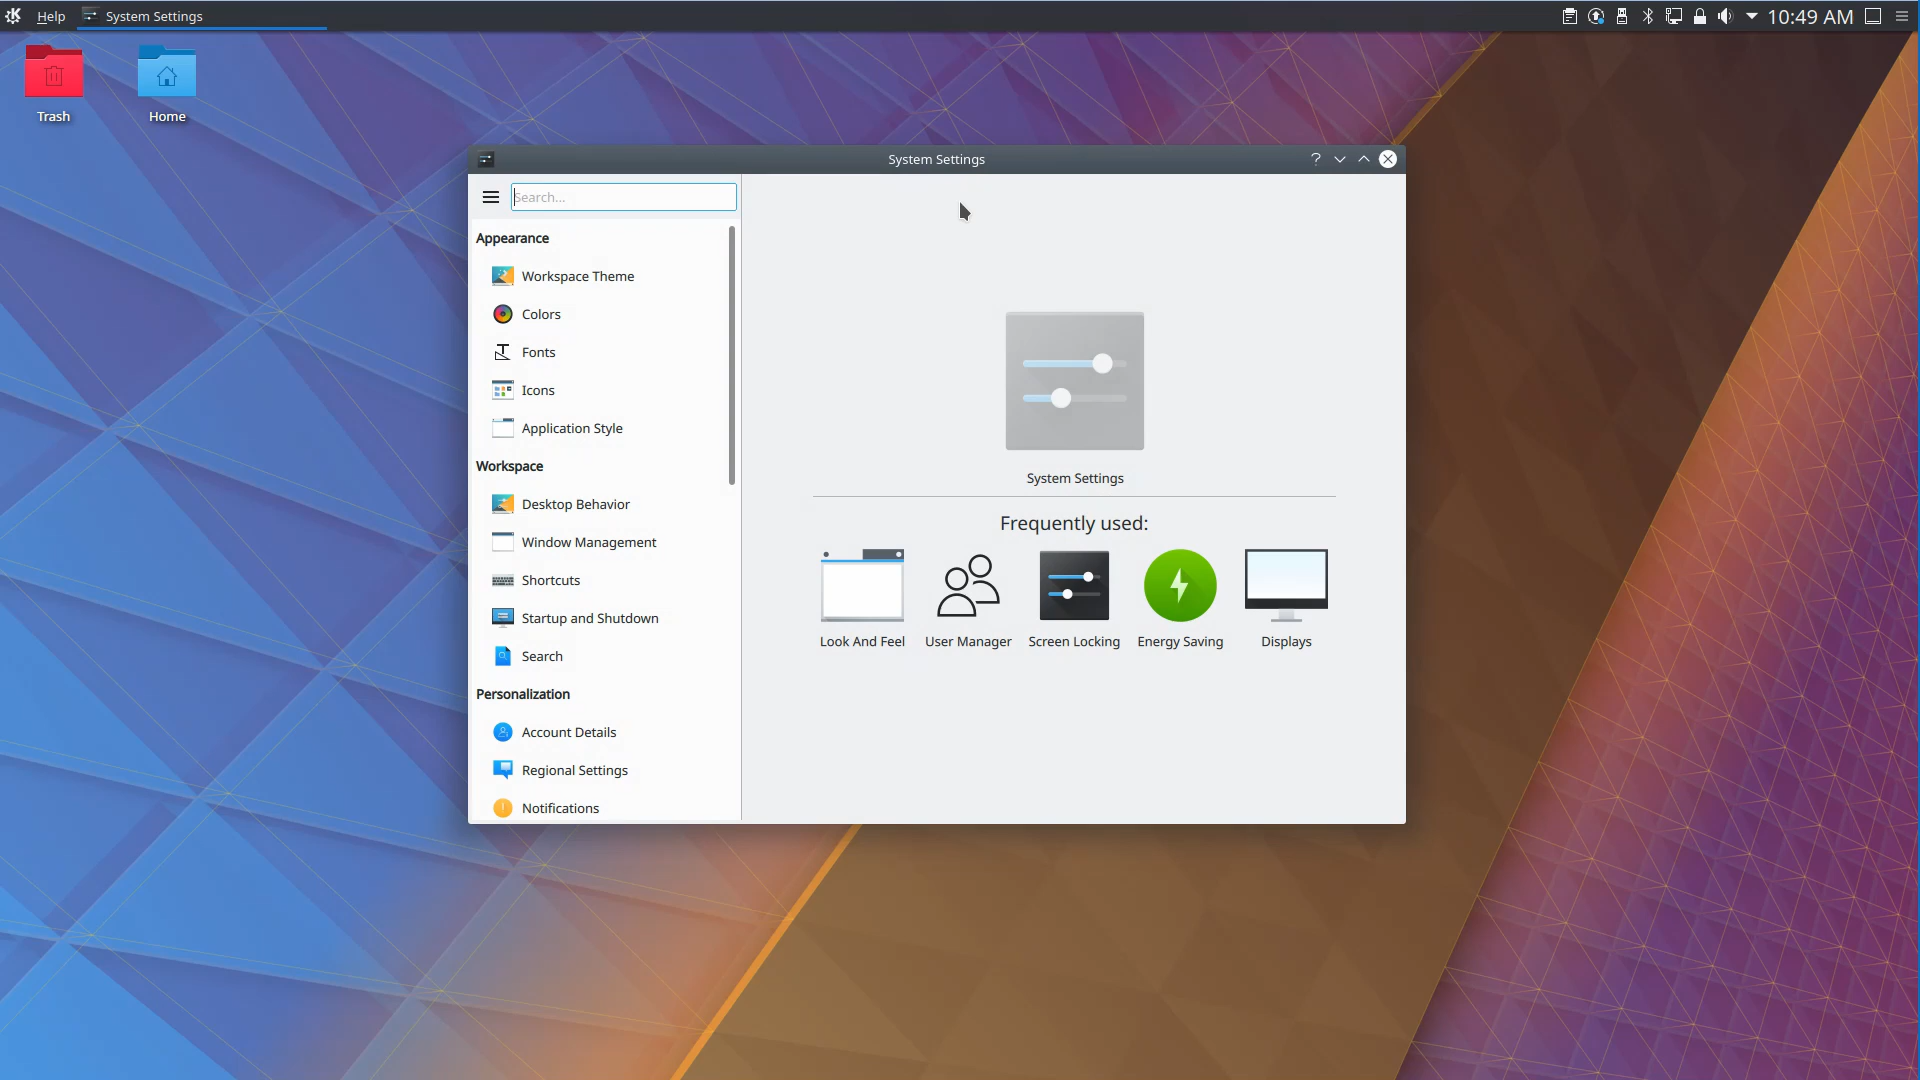 Help
System Settings
10:49 AM
Trash
Home
System Settings
Search...
Appearance
Workspace Theme
Colors
Fonts
Icons
Application Style
Workspace
Desktop Behavior
Window Management
Shortcuts
Startup and Shutdown
Search
Personalization
Account Details
Regional Settings
Notifications
System Settings
Frequently used:
Look And Feel
User Manager
Screen Locking
Energy Saving
Displays